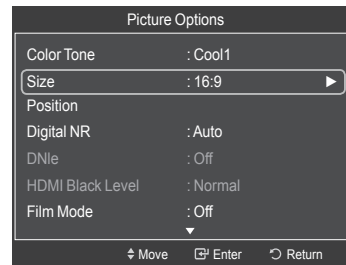 Picture Options
Color Tone : Cool1
Size : 16:9
Position
Digital NR : Auto
DNIe : Off
HDMI Black Level : Normal
Film Mode : Off
Move Enter Return